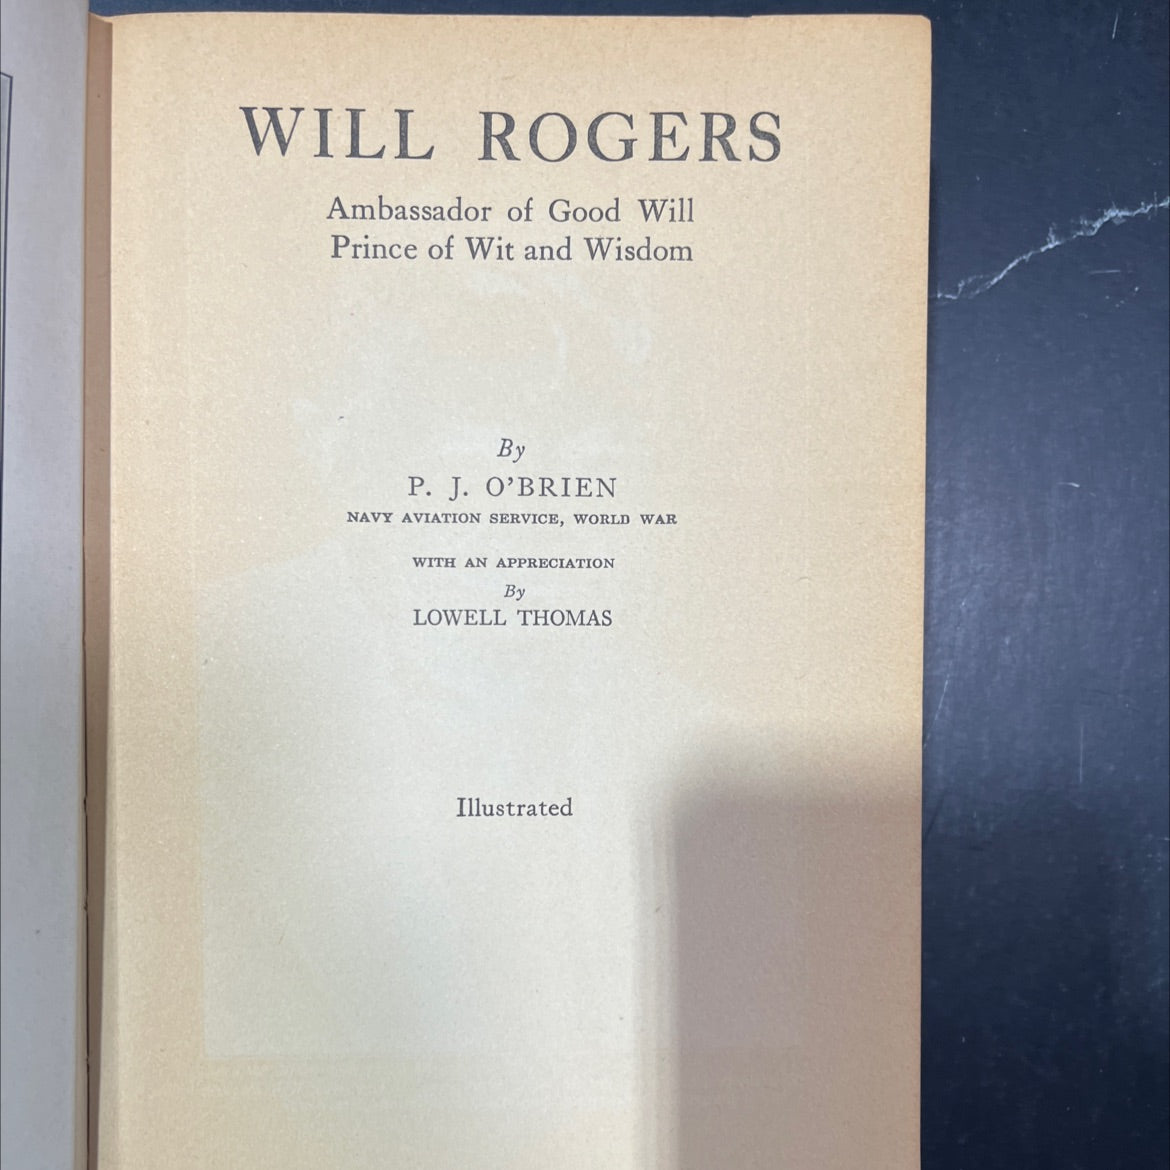 WILL ROGERS
Ambassador of Good Will
Prince of Wit and Wisdom
By
P. J. O'BRIEN
NAVY AVIATION SERVICE, WORLD WAR
WITH AN APPRECIATION
By
LOWELL THOMAS
Illustrated